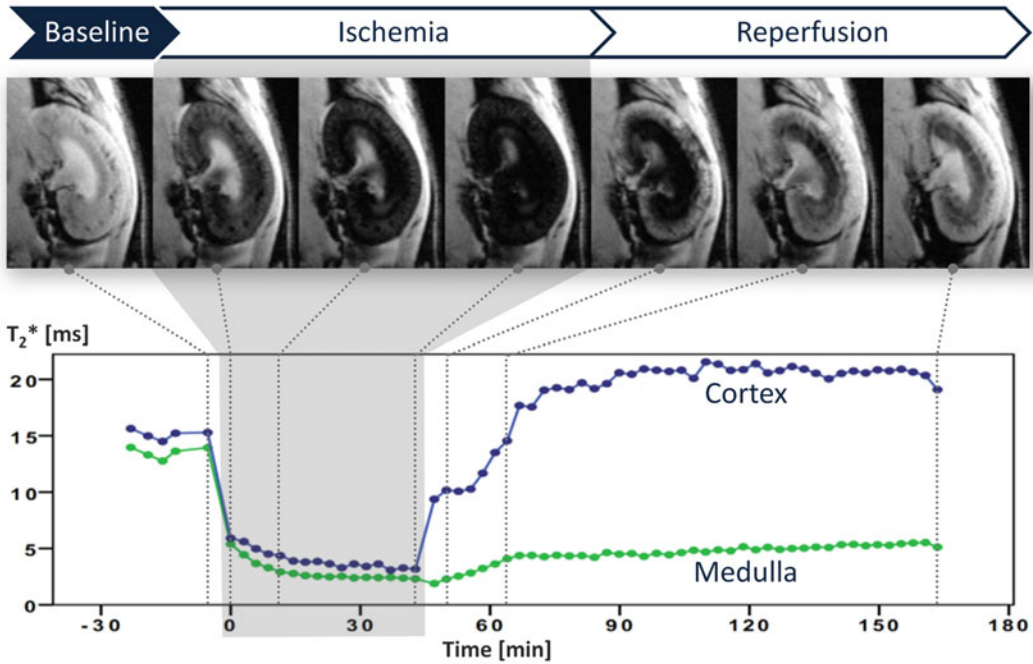 Baseline Ischemia Reperfusion
T₂* [ms]
20
15
10
5
0
Cortex
Medulla
-30 0 30 60 90 120 150 180
Time [min]